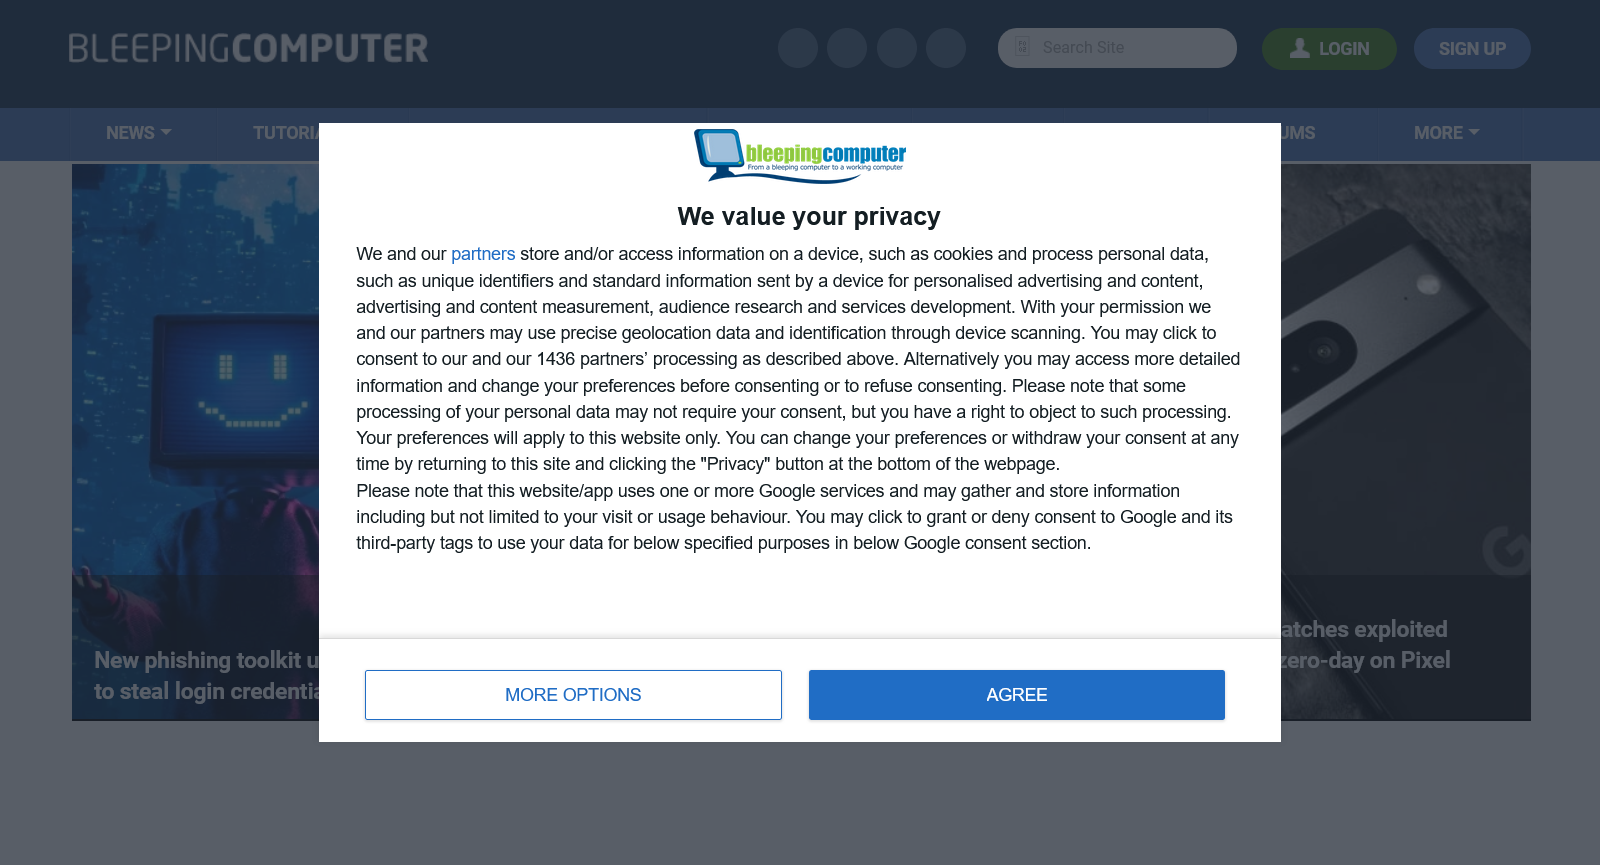 BLEEPINGCOMPUTER
Search Site
LOGIN
SIGN UP
NEWS
MORE
bleepingcomputer
From a bleeping computer to a working computer
We value your privacy
We and our partners store and/or access information on a device, such as cookies and process personal data,
such as unique identifiers and standard information sent by a device for personalised advertising and content,
advertising and content measurement, audience research and services development. With your permission we
and our partners may use precise geolocation data and identification through device scanning. You may click to
consent to our and our 1436 partners’ processing as described above. Alternatively you may access more detailed
information and change your preferences before consenting or to refuse consenting. Please note that some
processing of your personal data may not require your consent, but you have a right to object to such processing.
Your preferences will apply to this website only. You can change your preferences or withdraw your consent at any
time by returning to this site and clicking the "Privacy" button at the bottom of the webpage.
Please note that this website/app uses one or more Google services and may gather and store information
including but not limited to your visit or usage behaviour. You may click to grant or deny consent to Google and its
third-party tags to use your data for below specified purposes in below Google consent section.
New phishing toolkit
to steal login
exploited
zero-day on Pixel
MORE OPTIONS
AGREE